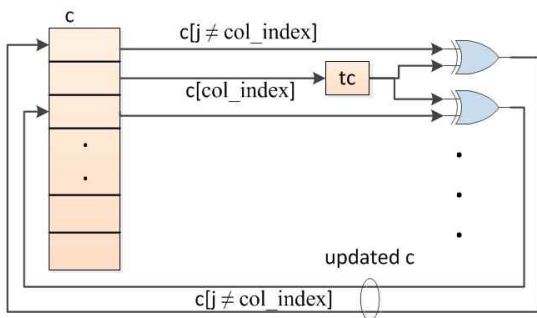 c
c[j ≠ col_index]
c[col_index]
tc
updated c
c[j ≠ col_index]